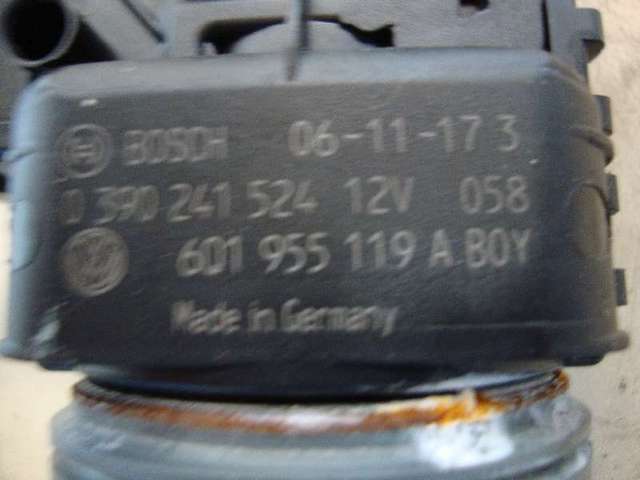 BOSCH 06-11-17 3
0 390 241 524 12V 058
6Q1 955 119 A BOY
Made in Germany